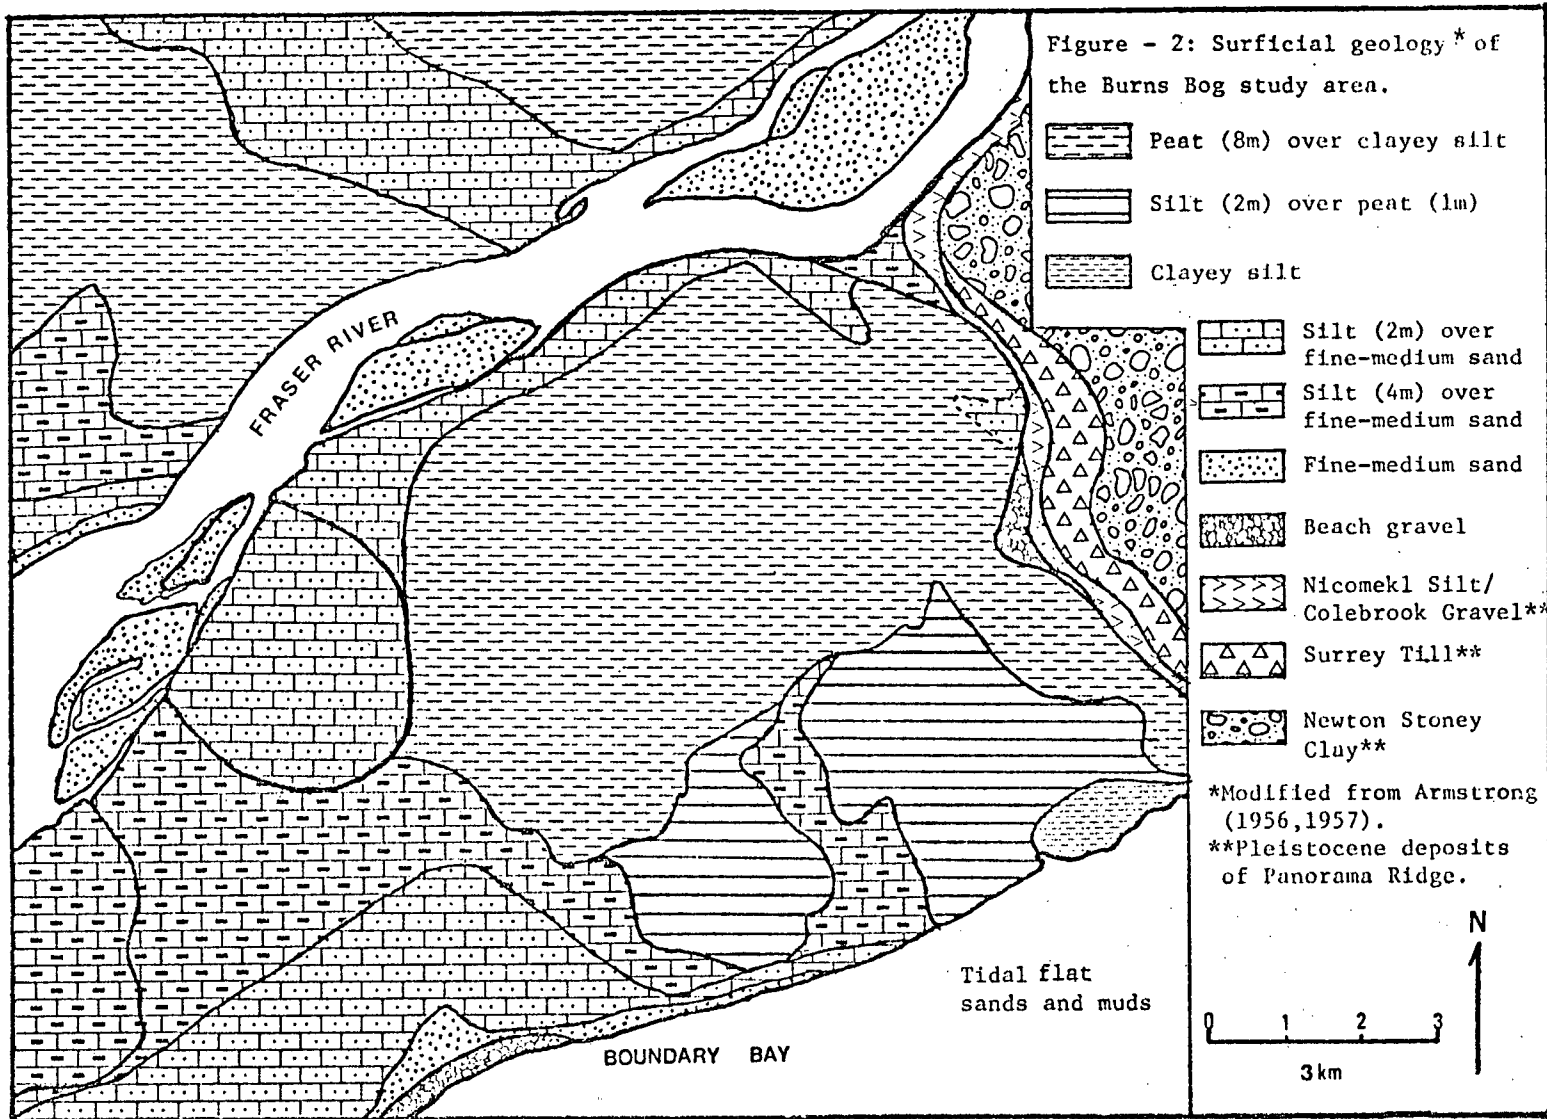 Figure - 2: Surficial geology * of
the Burns Bog study area.
Peat (8m) over clayey silt
Silt (2m) over peat (1m)
Clayey silt
Silt (2m) over
fine-medium sand
Silt (4m) over
fine-medium sand
Fine-medium sand
Beach gravel
Nicomekl Silt/
Colebrook Gravel**
Surrey Till**
Newton Stoney
Clay**
*Modified from Armstrong
(1956,1957).
**Pleistocene deposits
of Panorama Ridge.
N
0 1 2 3
3 km
FRASER RIVER
Tidal flat
sands and muds
BOUNDARY BAY